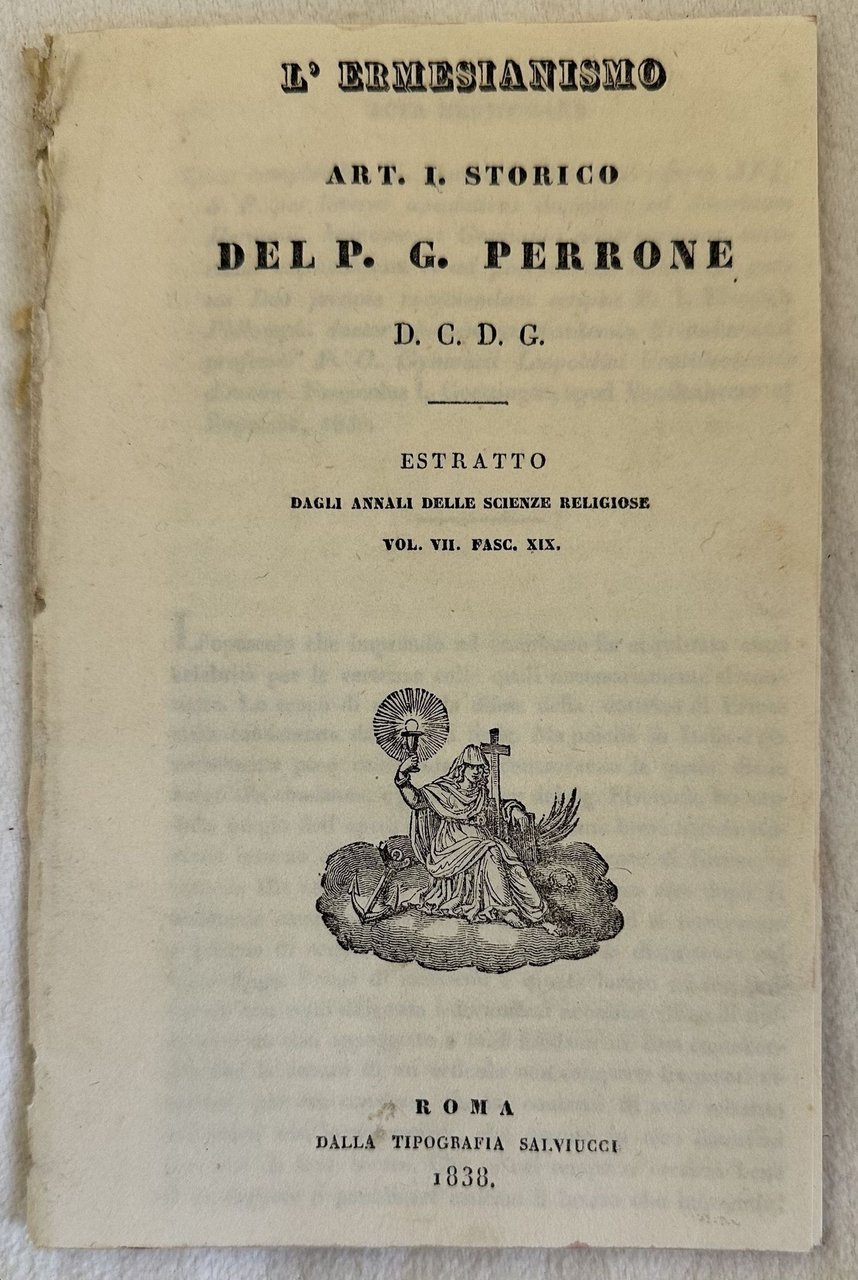 L' ERMESIANISMO
ART. I. STORICO
DEL P. G. PERRONE
D. C. D. G.
ESTRATTO
DAGLI ANNALI DELLE SCIENZE RELIGIOSE
VOL. VII. FASC. XIX.
ROMA
DALLA TIPOGRAFIA SALVIUCCI
1838.